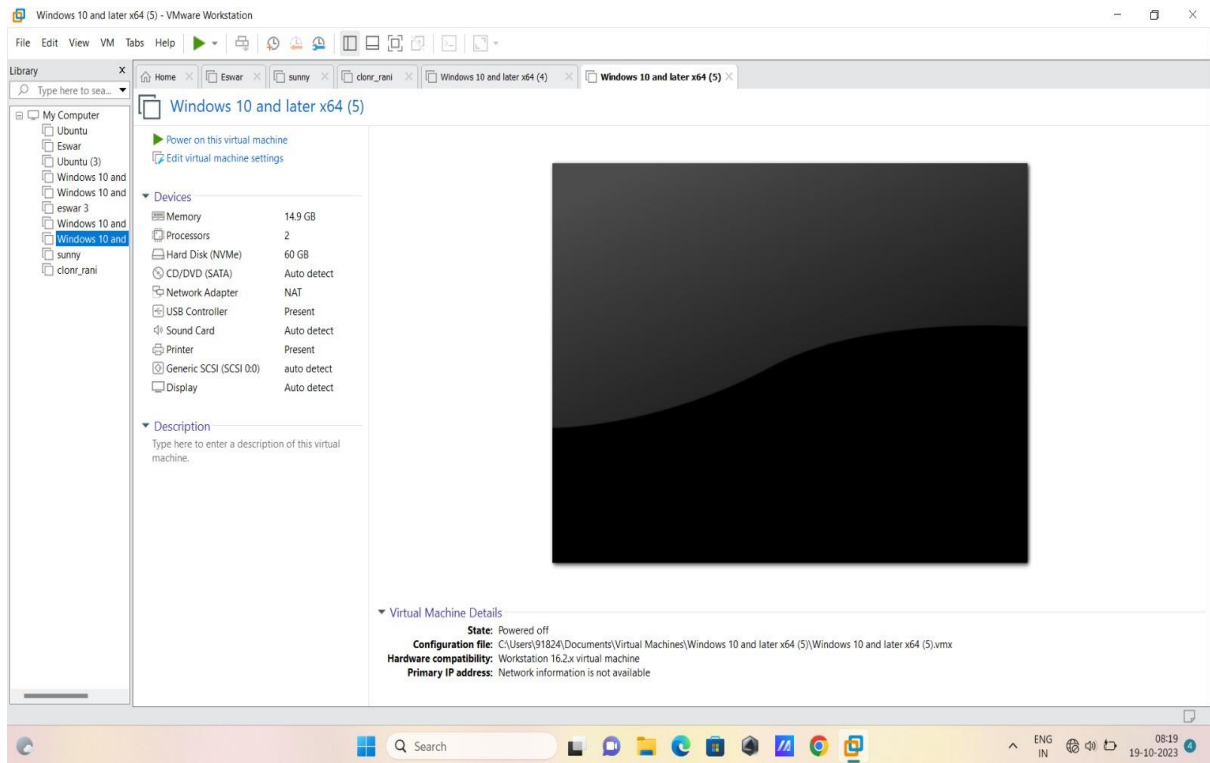 Windows 10 and later x64 (5) - VMware Workstation
File Edit View VM Tabs Help
Library X
Type here to sea...
My Computer
Ubuntu
Eswar
Ubuntu (3)
Windows 10 and
Windows 10 and
eswar 3
Windows 10 and
Windows 10 and
sunny
clonr_rani
Home Eswar sunny clonr_rani Windows 10 and later x64 (4) Windows 10 and later x64 (5)
Windows 10 and later x64 (5)
Power on this virtual machine
Edit virtual machine settings
Devices
Memory 14.9 GB
Processors 2
Hard Disk (NVMe) 60 GB
CD/DVD (SATA) Auto detect
Network Adapter NAT
USB Controller Present
Sound Card Auto detect
Printer Present
Generic SCSI (SCSI 0:0) auto detect
Display Auto detect
Description
Type here to enter a description of this virtual
machine.
Virtual Machine Details
State: Powered off
Configuration file: C:\Users\91824\Documents\Virtual Machines\Windows 10 and later x64 (5)\Windows 10 and later x64 (5).vmx
Hardware compatibility: Workstation 16.2.x virtual machine
Primary IP address: Network information is not available
Search
ENG
IN
08:19
19-10-2023
4